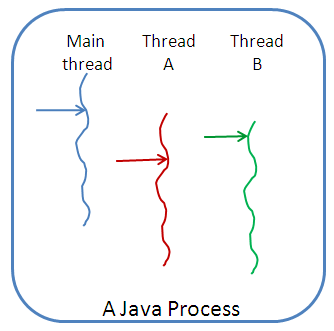 Main thread
Thread A
Thread B
A Java Process